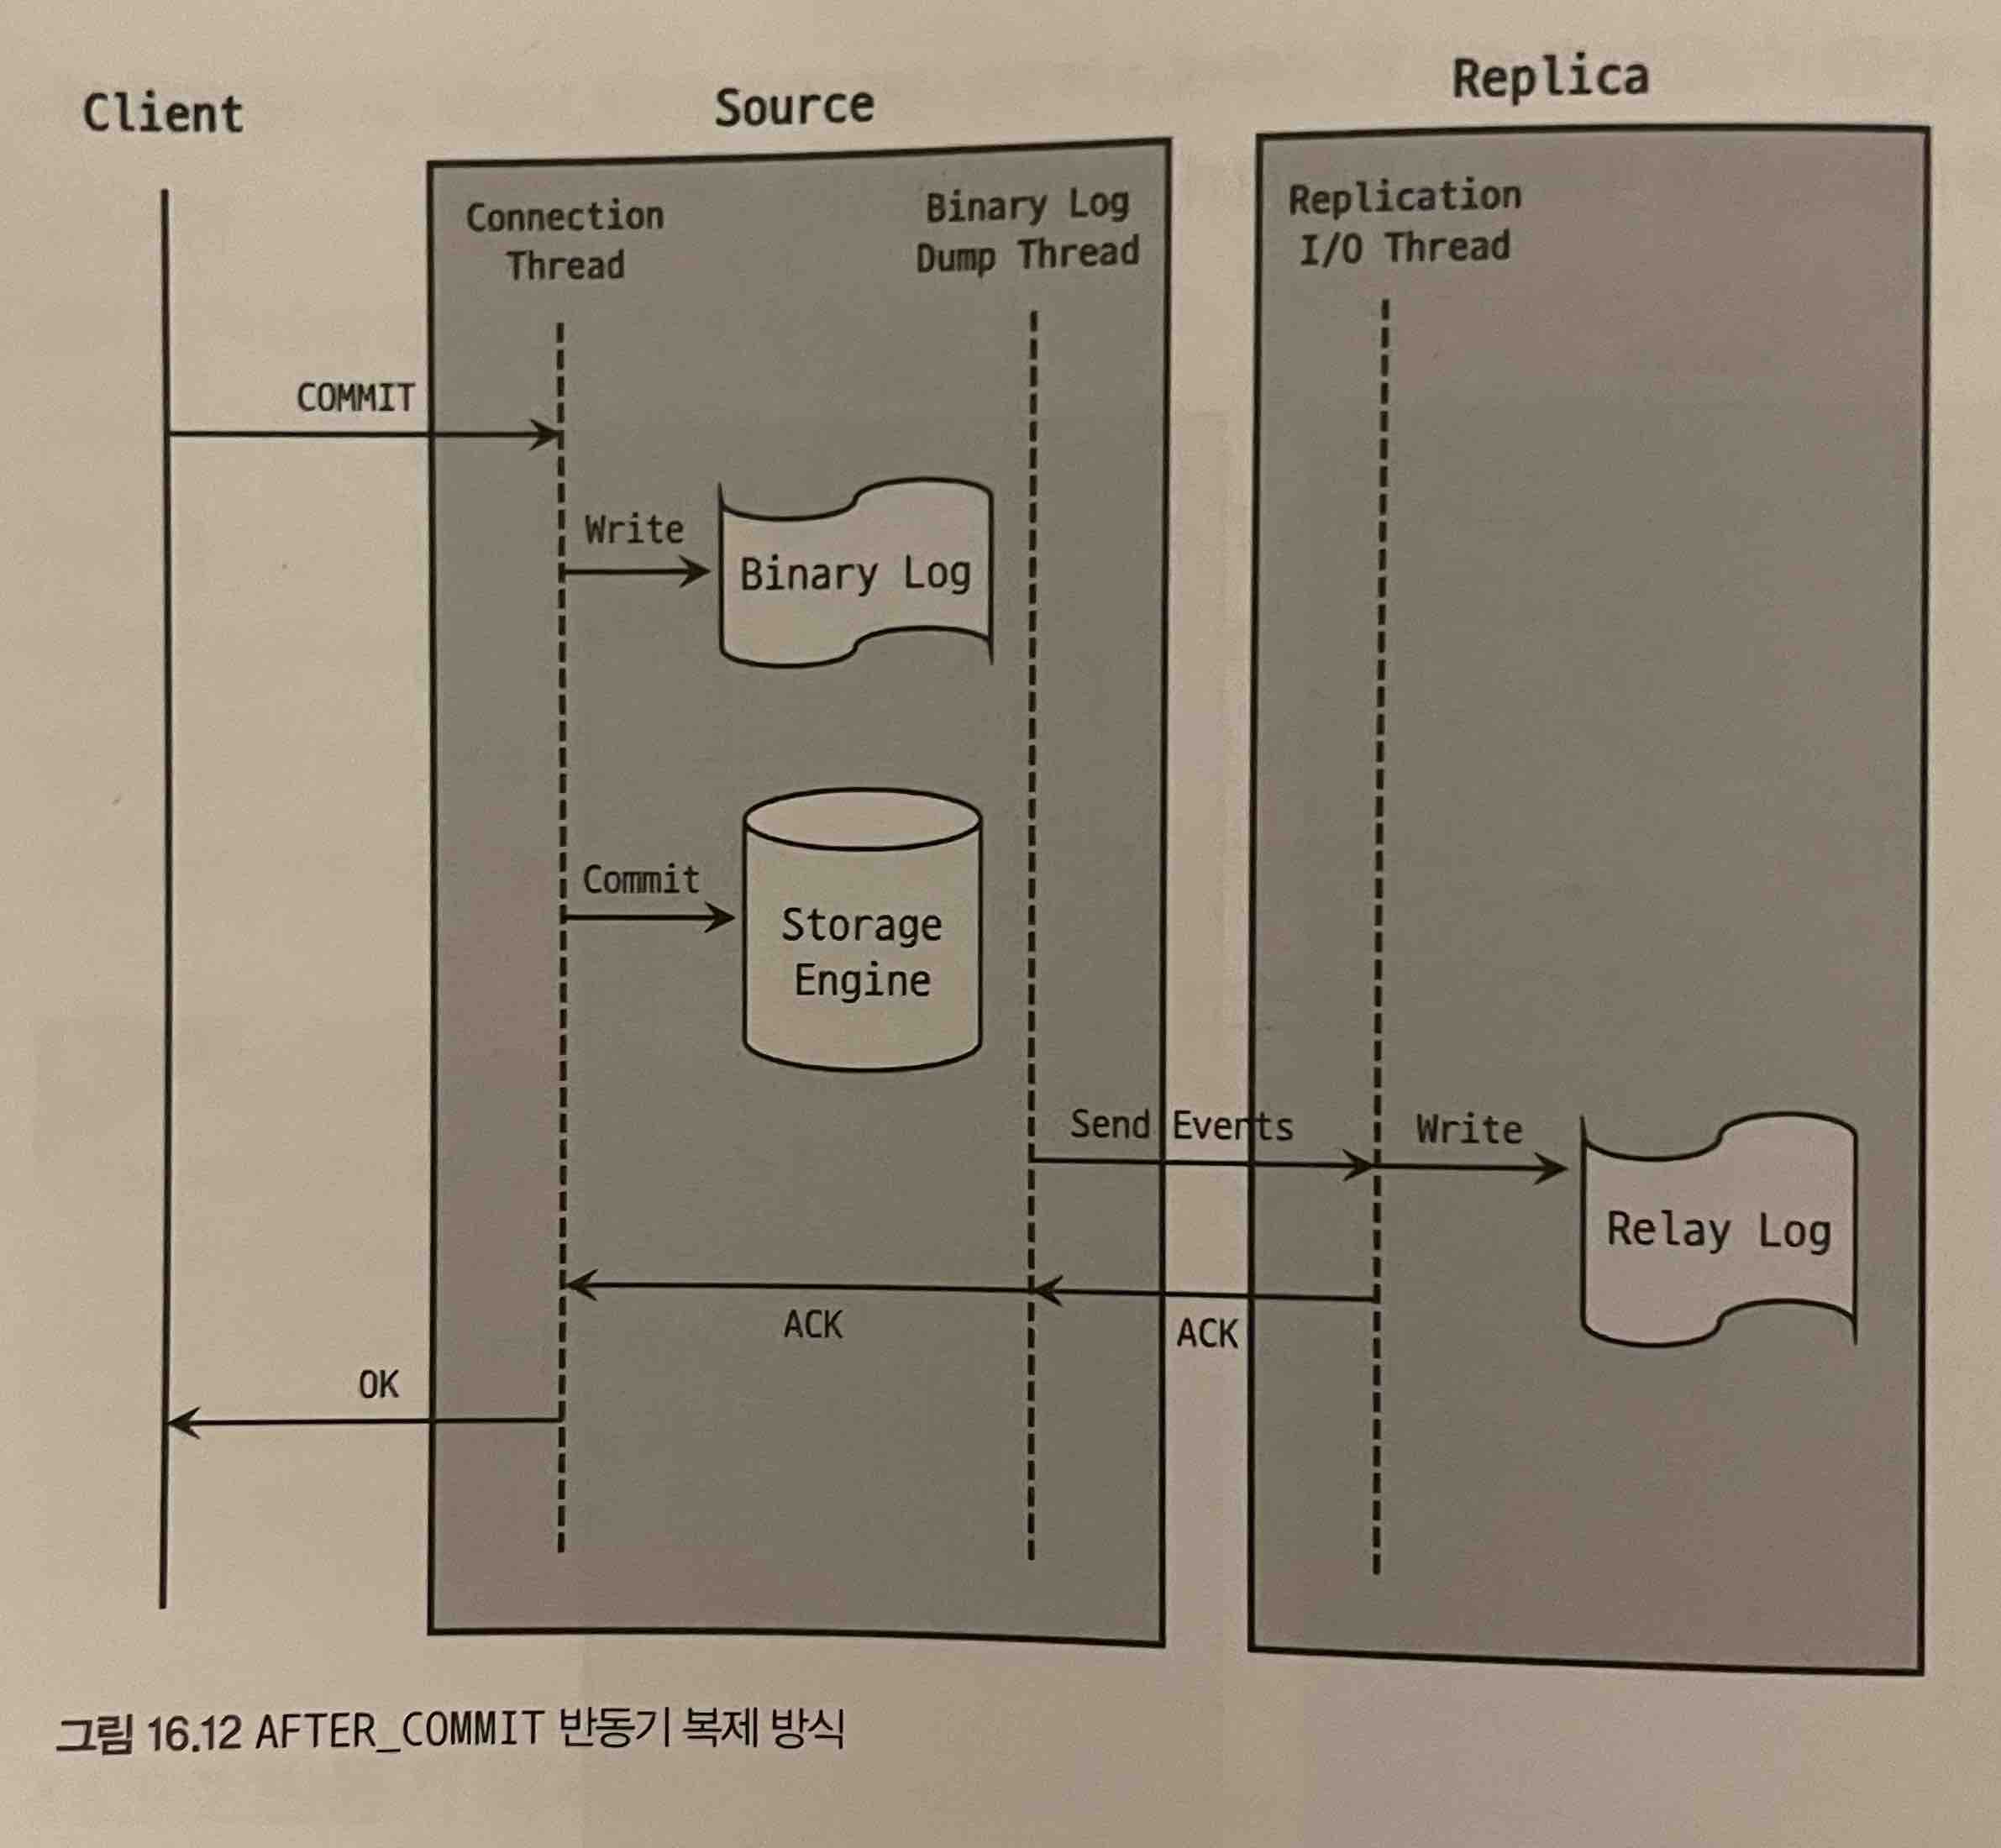 Client
Source
Replica
Connection
Thread
Binary Log
Dump Thread
Replication
I/O Thread
COMMIT
Write
Binary Log
Commit
Storage
Engine
Send Events
Write
Relay Log
ACK
ACK
OK
그림 16.12 AFTER_COMMIT 반동기 복제 방식